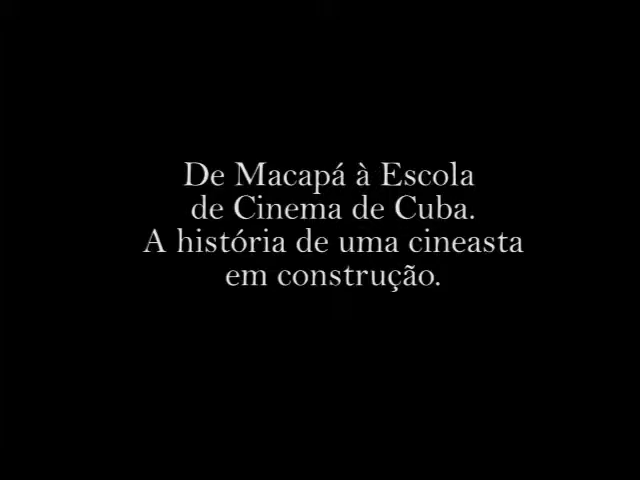 De Macapá à Escola
de Cinema de Cuba.
A história de uma cineasta
em construção.